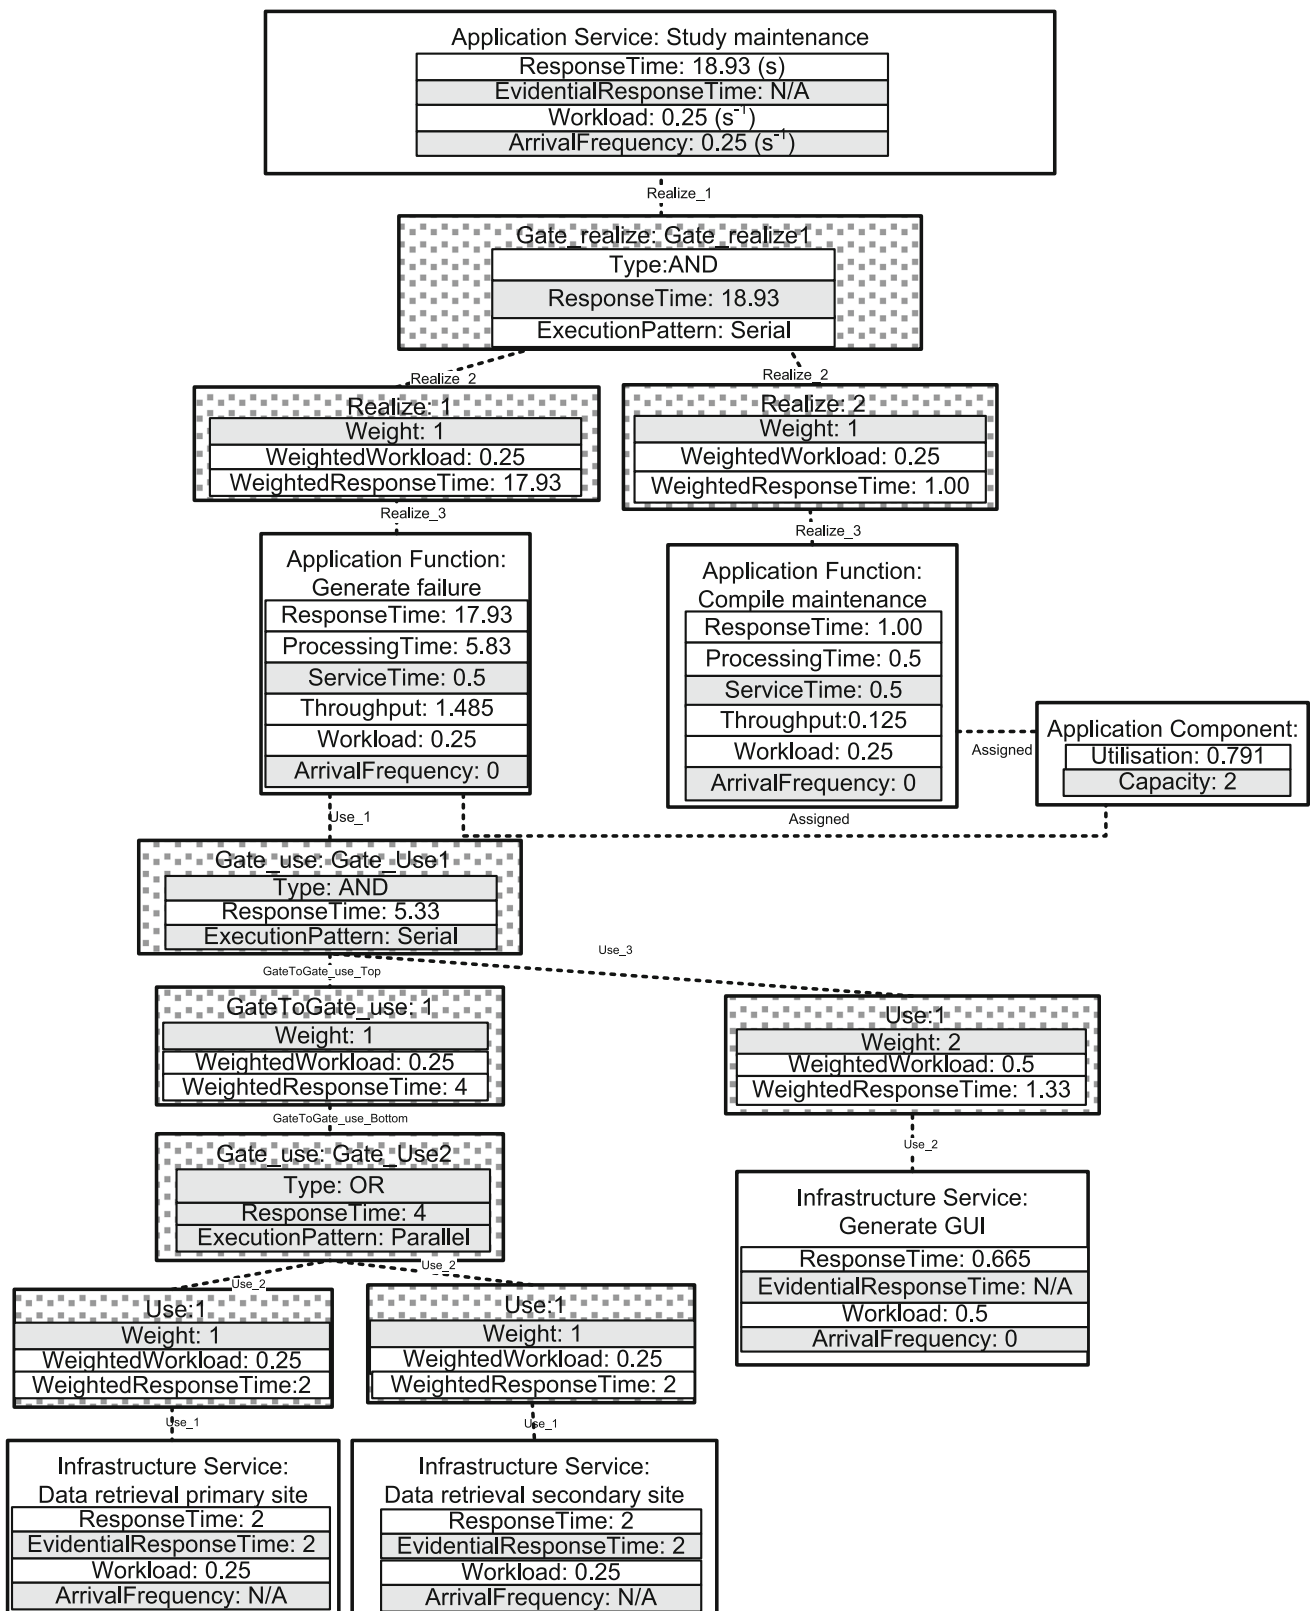 Application Service: Study maintenance
ResponseTime: 18.93 (s)
EvidentialResponseTime: N/A
Workload: 0.25 (s⁻¹)
ArrivalFrequency: 0.25 (s⁻¹)
Realize_1
Gate_realize: Gate_realize1
Type:AND
ResponseTime: 18.93
ExecutionPattern: Serial
Realize_2
Realize_2
Realize: 1
Weight: 1
WeightedWorkload: 0.25
WeightedResponseTime: 17.93
Realize: 2
Weight: 1
WeightedWorkload: 0.25
WeightedResponseTime: 1.00
Realize_3
Realize_3
Application Function:
Generate failure
ResponseTime: 17.93
ProcessingTime: 5.83
ServiceTime: 0.5
Throughput: 1.485
Workload: 0.25
ArrivalFrequency: 0
Application Function:
Compile maintenance
ResponseTime: 1.00
ProcessingTime: 0.5
ServiceTime: 0.5
Throughput:0.125
Workload: 0.25
ArrivalFrequency: 0
Assigned
Application Component:
Utilisation: 0.791
Capacity: 2
Assigned
Use_1
Gate_use: Gate_Use1
Type: AND
ResponseTime: 5.33
ExecutionPattern: Serial
GateToGate_use_Top
Use_3
GateToGate_use: 1
Weight: 1
WeightedWorkload: 0.25
WeightedResponseTime: 4
Use:1
Weight: 2
WeightedWorkload: 0.5
WeightedResponseTime: 1.33
GateToGate_use_Bottom
Use_2
Gate_use: Gate_Use2
Type: OR
ResponseTime: 4
ExecutionPattern: Parallel
Infrastructure Service:
Generate GUI
ResponseTime: 0.665
EvidentialResponseTime: N/A
Workload: 0.5
ArrivalFrequency: 0
Use_2
Use_2
Use:1
Weight: 1
WeightedWorkload: 0.25
WeightedResponseTime:2
Use:1
Weight: 1
WeightedWorkload: 0.25
WeightedResponseTime: 2
Use_1
Use_1
Infrastructure Service:
Data retrieval primary site
ResponseTime: 2
EvidentialResponseTime: 2
Workload: 0.25
ArrivalFrequency: N/A
Infrastructure Service:
Data retrieval secondary site
ResponseTime: 2
EvidentialResponseTime: 2
Workload: 0.25
ArrivalFrequency: N/A